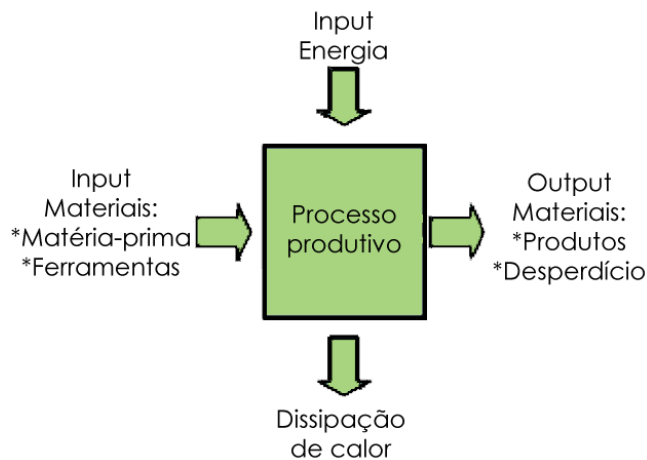 Input
Energia
Input
Materiais:
*Matéria-prima
*Ferramentas
Processo
produtivo
Output
Materiais:
*Produtos
*Desperdício
Dissipação
de calor